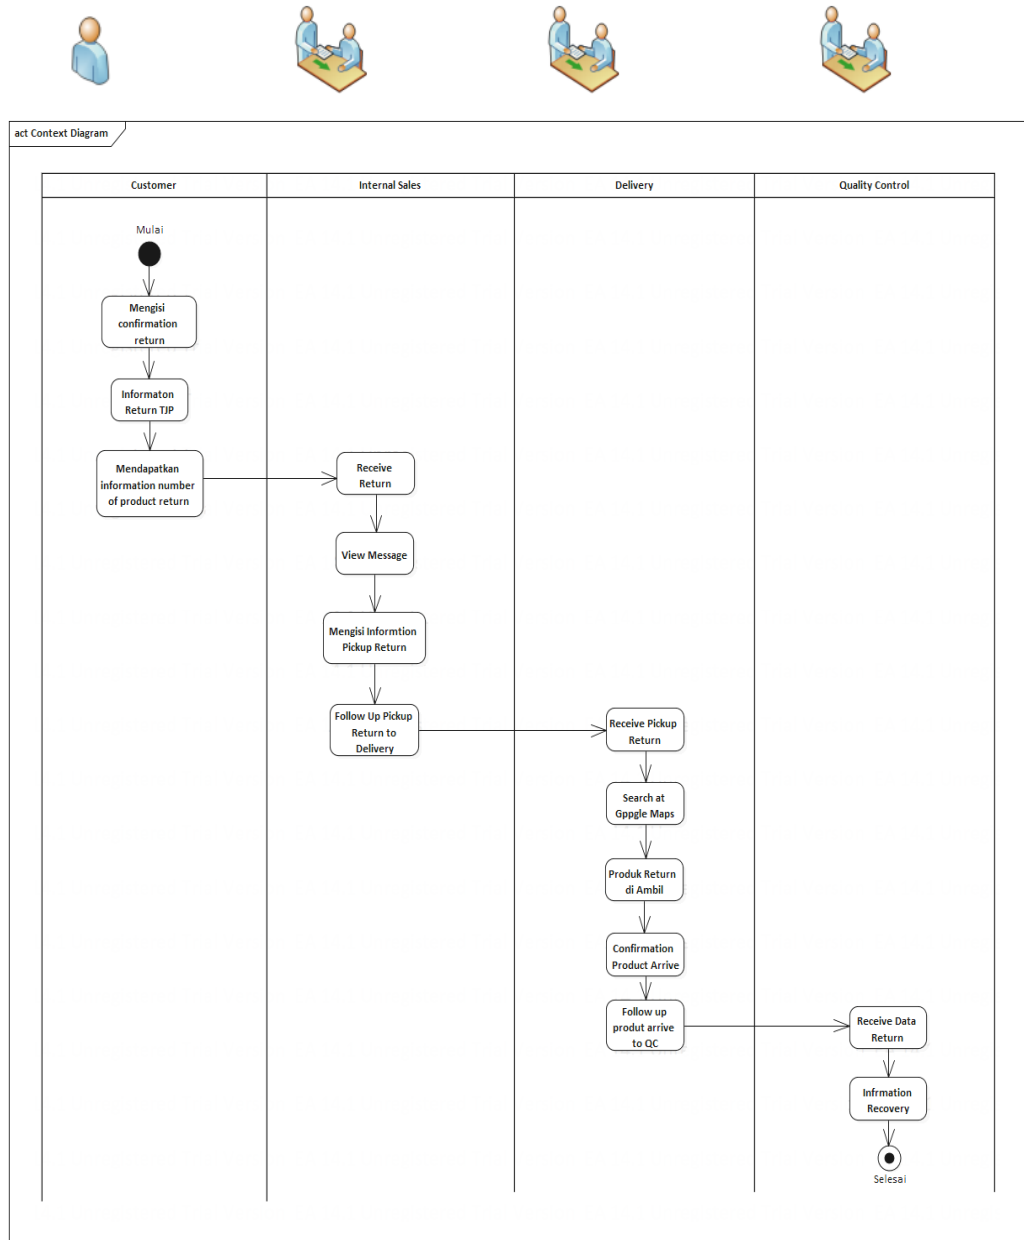 act Context Diagram
Customer
Internal Sales
Delivery
Quality Control
Mulai
Mengisi
confirmation
return
Informaton
Return TJP
Mendapatkan
information number
of product return
Receive
Return
View Message
Mengisi Informtion
Pickup Return
Follow Up Pickup
Return to
Delivery
Receive Pickup
Return
Search at
Gppgle Maps
Produk Return
di Ambil
Confirmation
Product Arrive
Follow up
produt arrive
to QC
Receive Data
Return
Infrmation
Recovery
Selesai